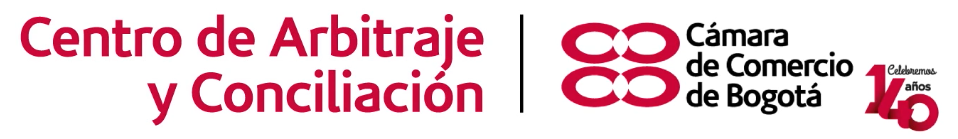 Centro de Arbitraje
y Conciliación
Cámara
de Comercio
de Bogotá
Celebremos
140
años